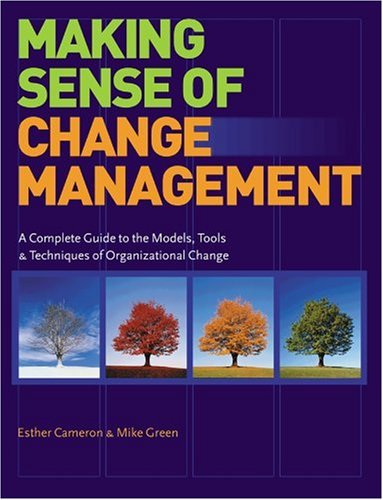 MAKING
SENSE OF
CHANGE
MANAGEMENT
A Complete Guide to the Models, Tools
& Techniques of Organizational Change
Esther Cameron & Mike Green